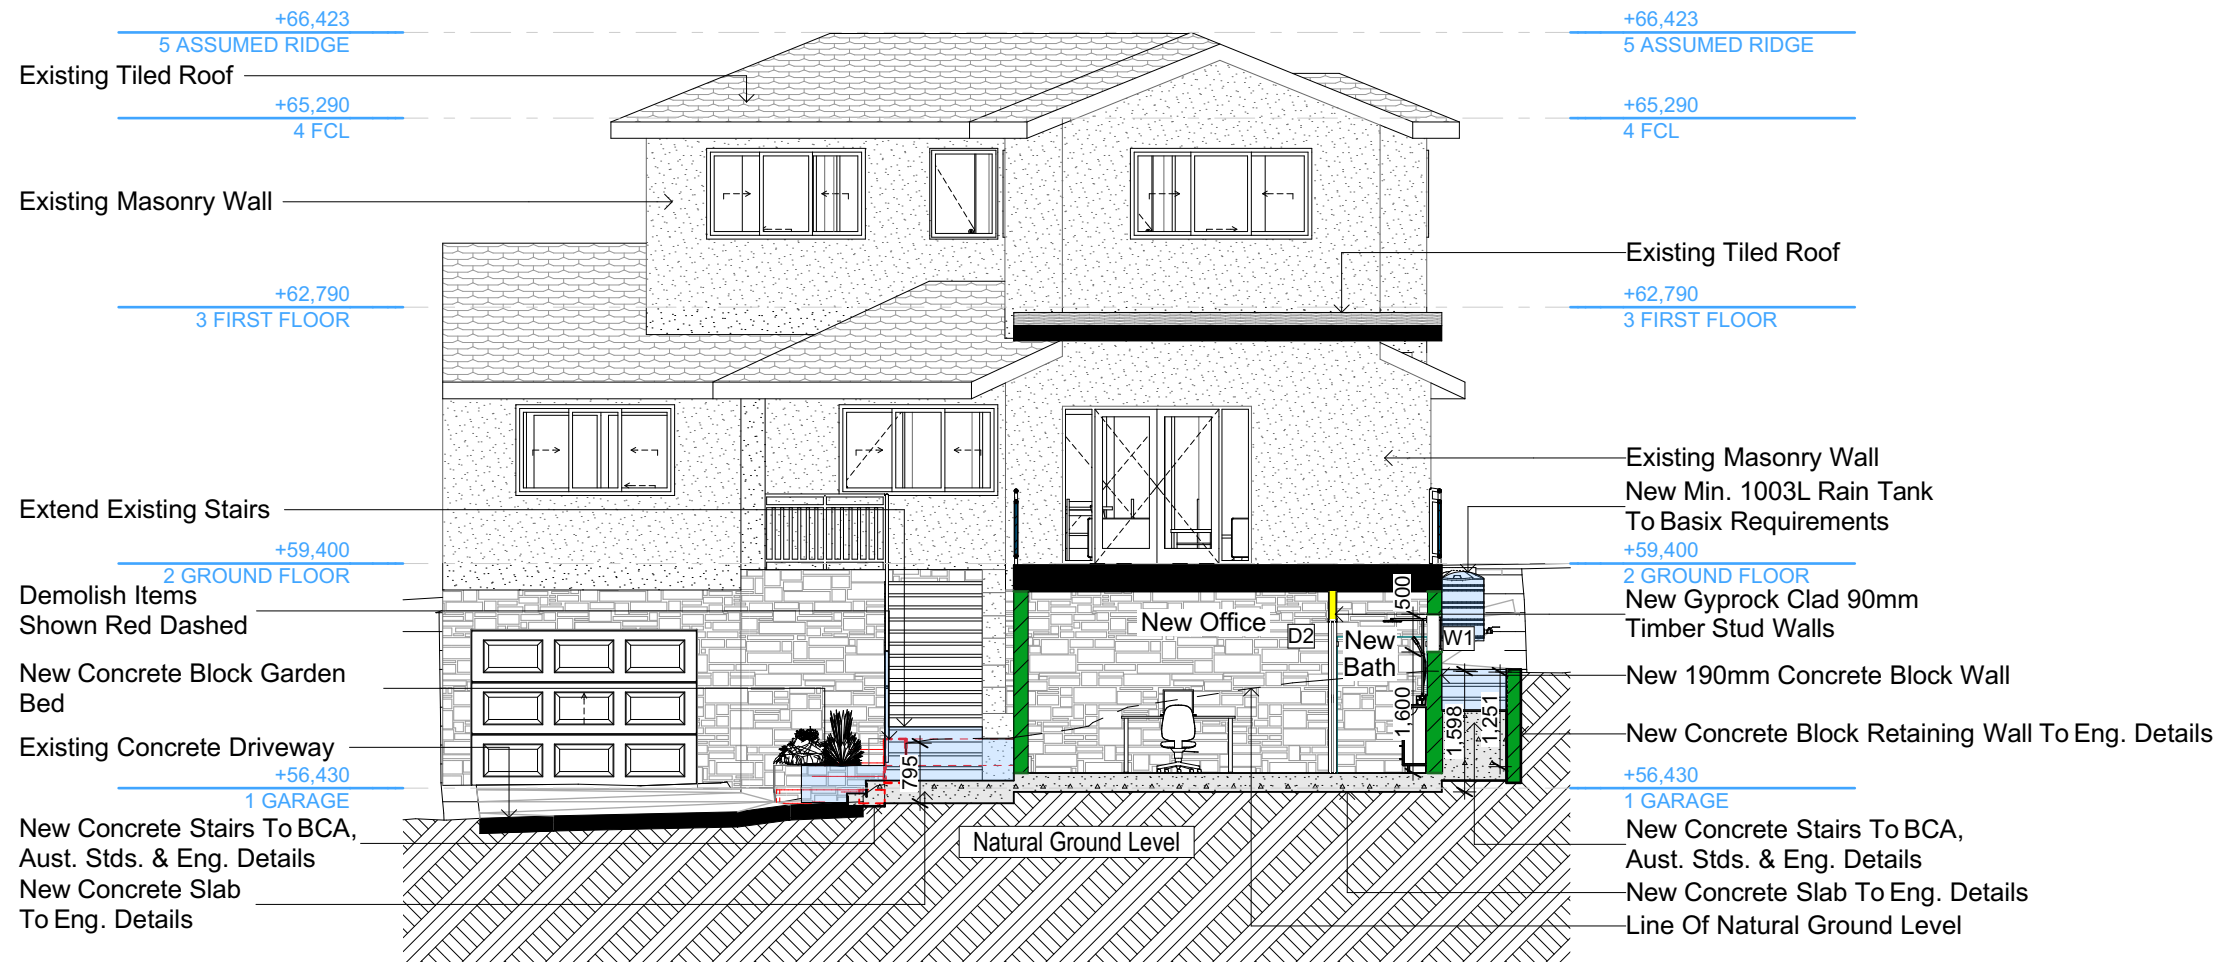 +66,423
5 ASSUMED RIDGE
Existing Tiled Roof
+65,290
4 FCL
Existing Masonry Wall
+62,790
3 FIRST FLOOR
Extend Existing Stairs
+59,400
2 GROUND FLOOR
Demolish Items
Shown Red Dashed
New Concrete Block Garden
Bed
Existing Concrete Driveway
+56,430
1 GARAGE
New Concrete Stairs To BCA,
Aust. Stds. & Eng. Details
New Concrete Slab
To Eng. Details
New Office
D2
New
Bath
W1
500
1,600
1,598
1,251
795
Natural Ground Level
+66,423
5 ASSUMED RIDGE
+65,290
4 FCL
Existing Tiled Roof
+62,790
3 FIRST FLOOR
Existing Masonry Wall
New Min. 1003L Rain Tank
To Basix Requirements
+59,400
2 GROUND FLOOR
New Gyprock Clad 90mm
Timber Stud Walls
New 190mm Concrete Block Wall
New Concrete Block Retaining Wall To Eng. Details
+56,430
1 GARAGE
New Concrete Stairs To BCA,
Aust. Stds. & Eng. Details
New Concrete Slab To Eng. Details
Line Of Natural Ground Level